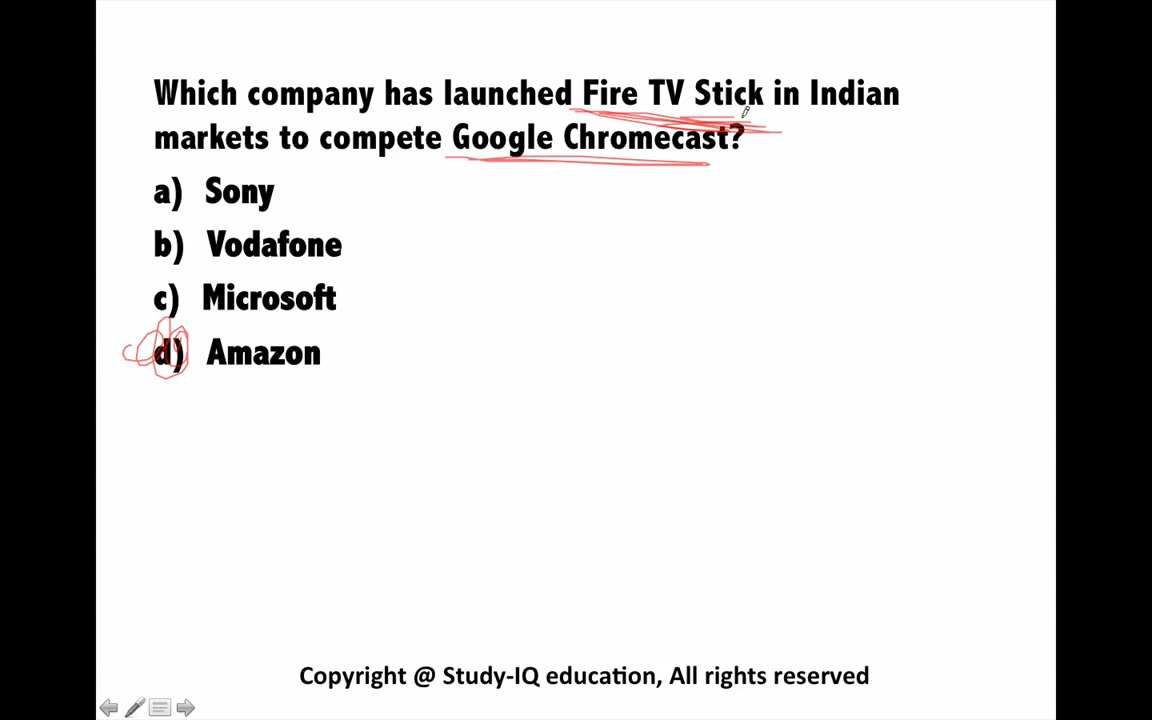 Which company has launched Fire TV Stick in Indian
markets to compete Google Chromecast?
a) Sony
b) Vodafone
c) Microsoft
d) Amazon
Copyright @ Study-IQ education, All rights reserved